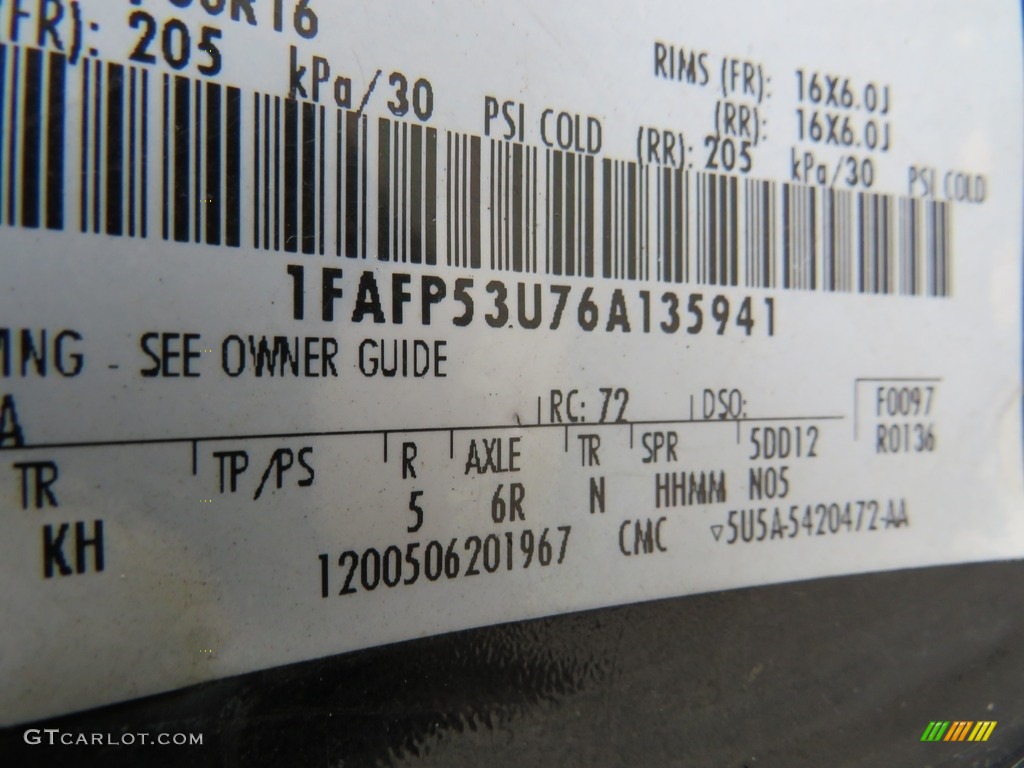 R16
(FR): 205 kPa/30 PSI COLD (RR): 205 kPa/30 PSI COLD
RIMS (FR): 16X6.0J
(RR): 16X6.0J
1FAFP53U76A135941
ING - SEE OWNER GUIDE
A RC: 72 DSO: F0097
R0136
TR TP/PS R AXLE TR SPR 5DD12
5 6R N HHMM N05
KH 1200506201967 CMC ▿5U5A-5420472-AA
GTCARLOT.COM